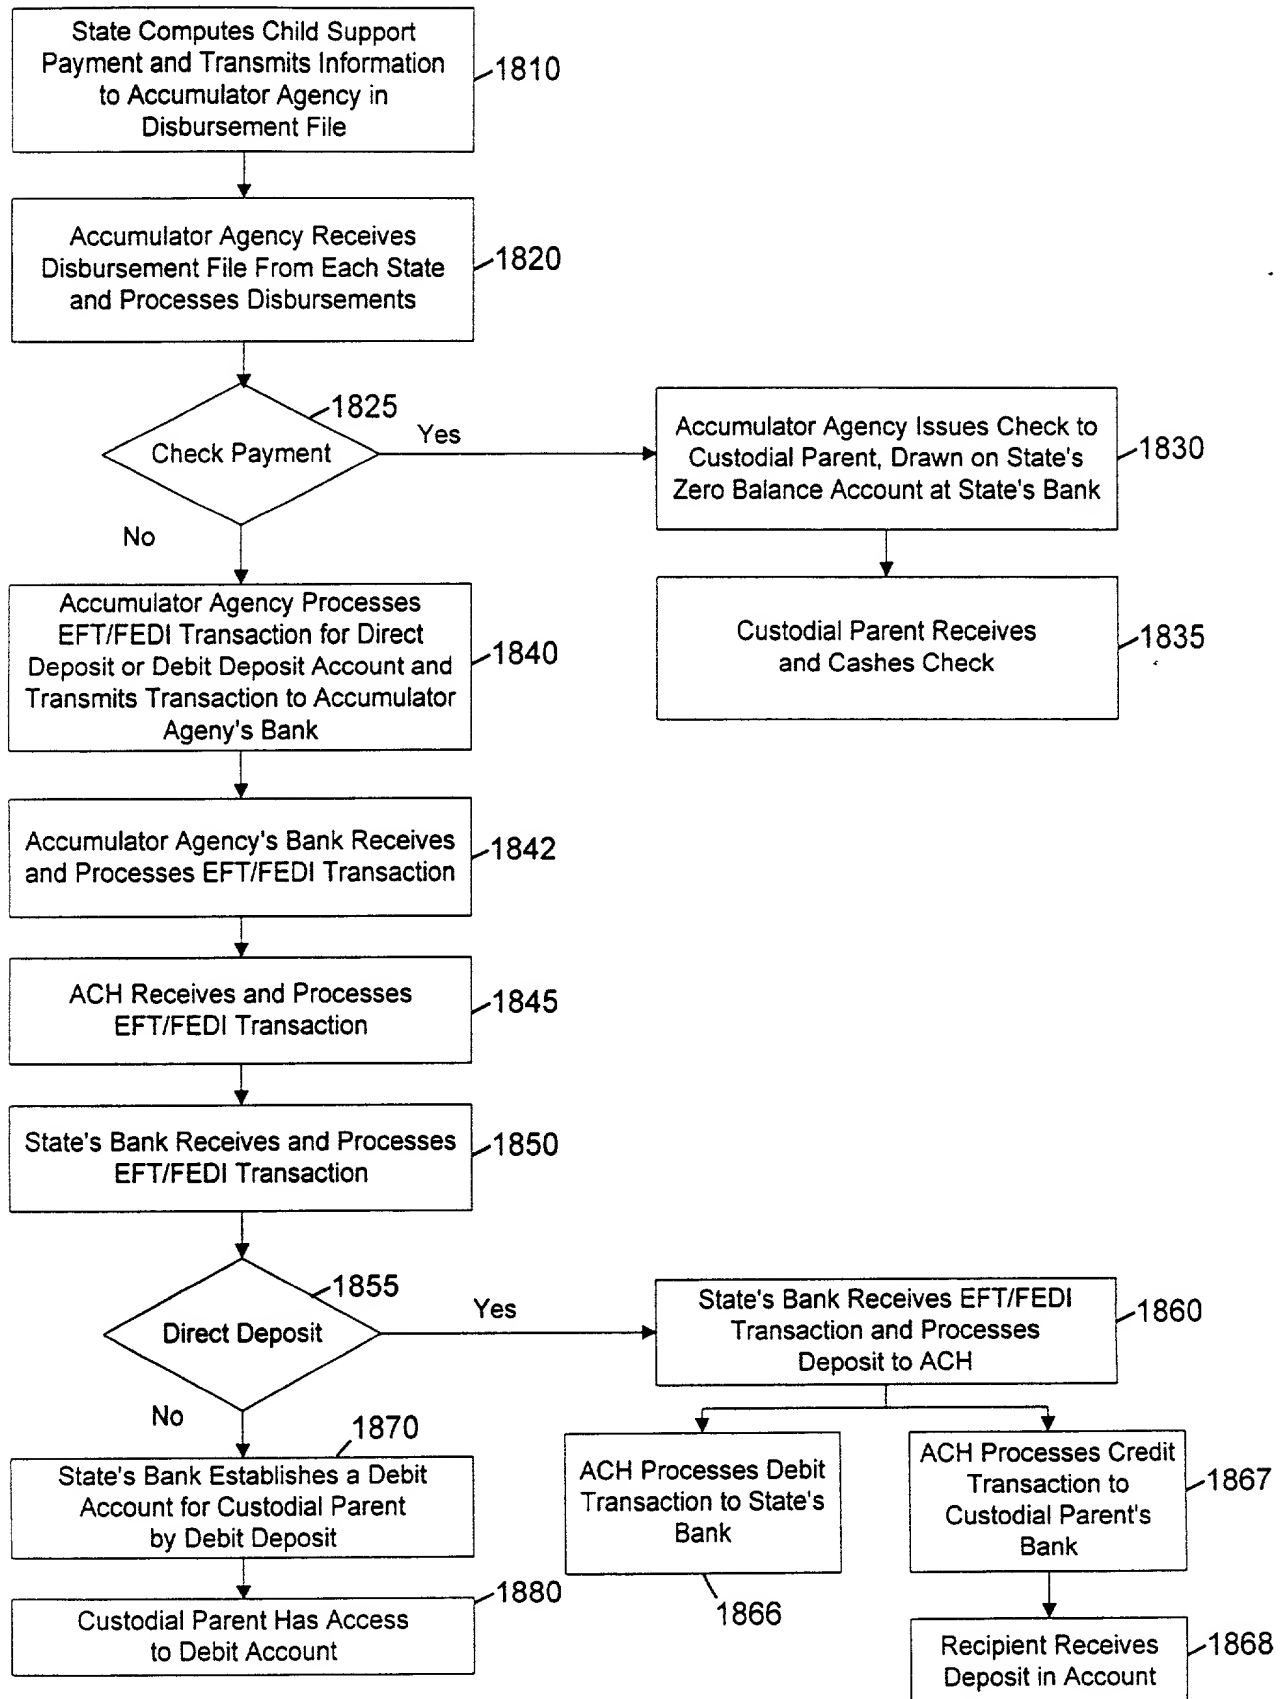 State Computes Child Support
Payment and Transmits Information
to Accumulator Agency in
Disbursement File
1810
Accumulator Agency Receives
Disbursement File From Each State
and Processes Disbursements
1820
1825
Check Payment
Yes
No
Accumulator Agency Issues Check to
Custodial Parent, Drawn on State's
Zero Balance Account at State's Bank
1830
Custodial Parent Receives
and Cashes Check
1835
Accumulator Agency Processes
EFT/FEDI Transaction for Direct
Deposit or Debit Deposit Account and
Transmits Transaction to Accumulator
Ageny's Bank
1840
Accumulator Agency's Bank Receives
and Processes EFT/FEDI Transaction
1842
ACH Receives and Processes
EFT/FEDI Transaction
1845
State's Bank Receives and Processes
EFT/FEDI Transaction
1850
1855
Direct Deposit
Yes
No
State's Bank Receives EFT/FEDI
Transaction and Processes
Deposit to ACH
1860
ACH Processes Debit
Transaction to State's
Bank
1866
ACH Processes Credit
Transaction to
Custodial Parent's
Bank
1867
Recipient Receives
Deposit in Account
1868
1870
State's Bank Establishes a Debit
Account for Custodial Parent
by Debit Deposit
1880
Custodial Parent Has Access
to Debit Account